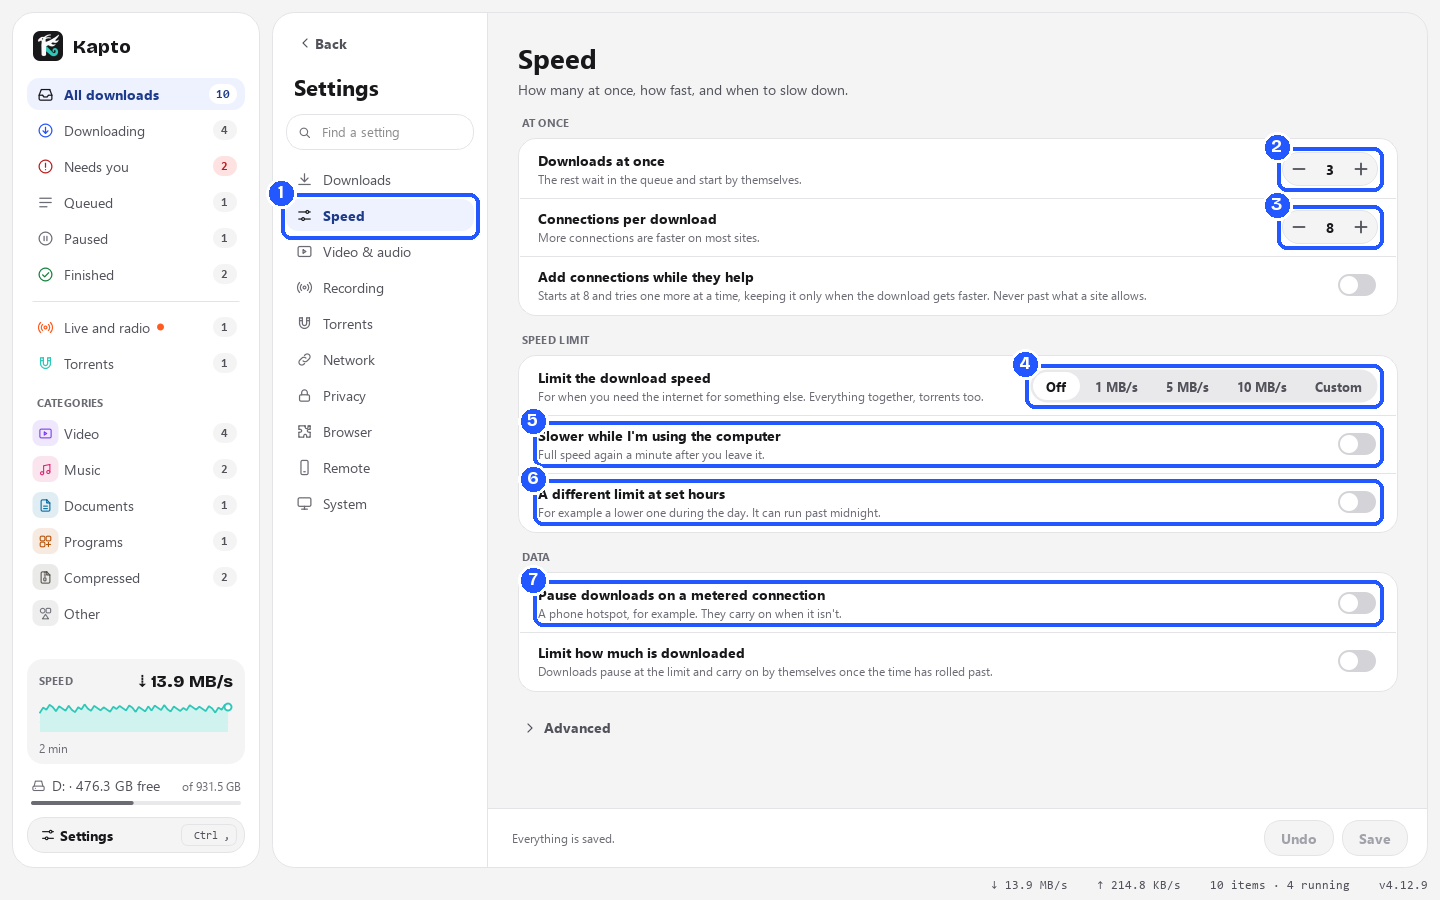 Kapto
All downloads 10
Downloading 4
Needs you 2
Queued 1
Paused 1
Finished 2
Live and radio 1
Torrents 1
CATEGORIES
Video 4
Music 2
Documents 1
Programs 1
Compressed 2
Other
SPEED ↓ 13.9 MB/s
2 min
D: · 476.3 GB free of 931.5 GB
Settings Ctrl ,
Back
Settings
Find a setting
Downloads
1
Speed
Video & audio
Recording
Torrents
Network
Privacy
Browser
Remote
System
Speed
How many at once, how fast, and when to slow down.
AT ONCE
2
Downloads at once
The rest wait in the queue and start by themselves.
− 3 +
3
Connections per download
More connections are faster on most sites.
− 8 +
Add connections while they help
Starts at 8 and tries one more at a time, keeping it only when the download gets faster. Never past what a site allows.
SPEED LIMIT
4
Limit the download speed
For when you need the internet for something else. Everything together, torrents too.
Off 1 MB/s 5 MB/s 10 MB/s Custom
5
Slower while I'm using the computer
Full speed again a minute after you leave it.
6
A different limit at set hours
For example a lower one during the day. It can run past midnight.
DATA
7
Pause downloads on a metered connection
A phone hotspot, for example. They carry on when it isn't.
Limit how much is downloaded
Downloads pause at the limit and carry on by themselves once the time has rolled past.
Advanced
Everything is saved.
Undo Save
↓ 13.9 MB/s ↑ 214.8 KB/s 10 items · 4 running v4.12.9